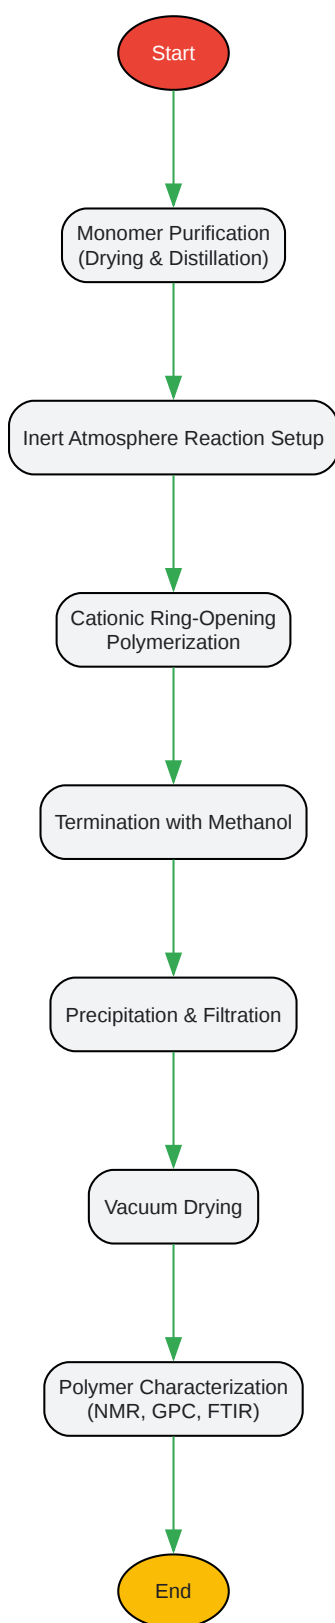 Start
Monomer Purification
(Drying & Distillation)
Inert Atmosphere Reaction Setup
Cationic Ring-Opening
Polymerization
Termination with Methanol
Precipitation & Filtration
Vacuum Drying
Polymer Characterization
(NMR, GPC, FTIR)
End